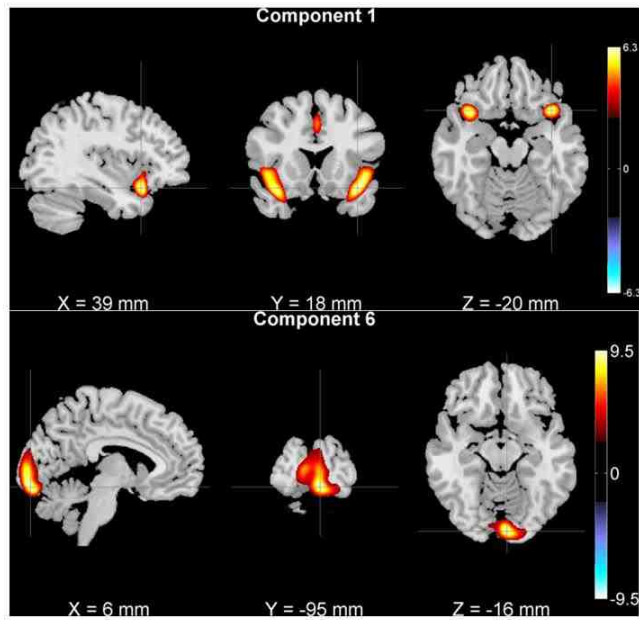 Component 1
6.3
0
-6.3
X = 39 mm Y = 18 mm Z = -20 mm
Component 6
9.5
0
-9.5
X = 6 mm Y = -95 mm Z = -16 mm